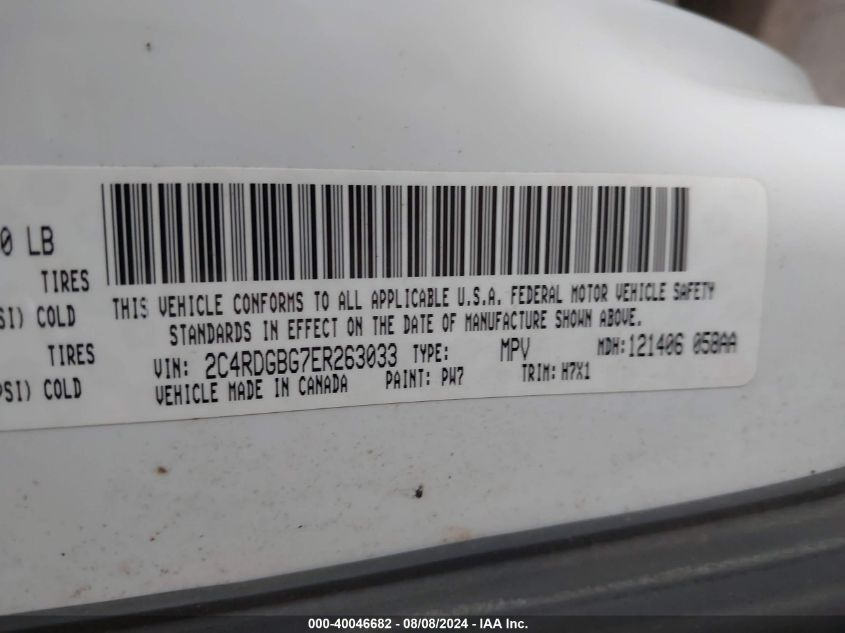 0 LB
TIRES
SI) COLD
TIRES
PSI) COLD
THIS VEHICLE CONFORMS TO ALL APPLICABLE U.S.A. FEDERAL MOTOR VEHICLE SAFETY
STANDARDS IN EFFECT ON THE DATE OF MANUFACTURE SHOWN ABOVE.
VIN: 2C4RDGBG7ER263033 TYPE: MPV MDH: 121406 058AA
VEHICLE MADE IN CANADA PAINT: PW7 TRIM: H7X1
000-40046682 - 08/08/2024 - IAA Inc.